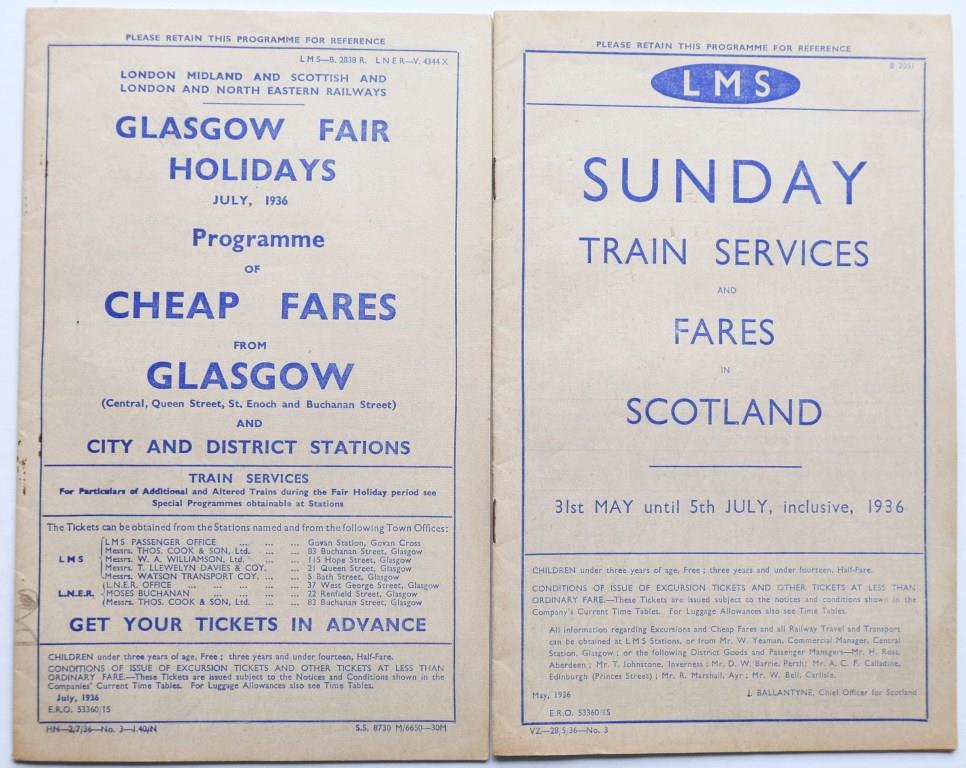 PLEASE RETAIN THIS PROGRAMME FOR REFERENCE
LMS—B. 2838 R. LNER—V. 4344 X
LONDON MIDLAND AND SCOTTISH AND
LONDON AND NORTH EASTERN RAILWAYS
GLASGOW FAIR
HOLIDAYS
JULY, 1936
Programme
OF
CHEAP FARES
FROM
GLASGOW
(Central, Queen Street, St. Enoch and Buchanan Street)
AND
CITY AND DISTRICT STATIONS
TRAIN SERVICES
For Particulars of Additional and Altered Trains during the Fair Holiday period see
Special Programmes obtainable at Stations
The Tickets can be obtained from the Stations named and from the following Town Offices:
LMS
LMS PASSENGER OFFICE ... ... ... Govan Station, Govan Cross
Messrs. THOS. COOK & SON, Ltd. ... ... 83 Buchanan Street, Glasgow
Messrs. W. A. WILLIAMSON, Ltd. ... ... 115 Hope Street, Glasgow
Messrs. T. LLEWELYN DAVIES & COY. ... 21 Queen Street, Glasgow
Messrs. WATSON TRANSPORT COY. ... ... 5 Bath Street, Glasgow
L.N.E.R.
L.N.E.R. OFFICE ... ... ... 37 West George Street, Glasgow
MOSES BUCHANAN ... ... ... 22 Renfield Street, Glasgow
Messrs. THOS. COOK & SON, Ltd. ... ... 83 Buchanan Street, Glasgow
GET YOUR TICKETS IN ADVANCE
CHILDREN under three years of age, Free; three years and under fourteen, Half-Fare.
CONDITIONS OF ISSUE OF EXCURSION TICKETS AND OTHER TICKETS AT LESS THAN
ORDINARY FARE.—These Tickets are issued subject to the Notices and Conditions shown in the
Companies' Current Time Tables. For Luggage Allowances also see Time Tables.
July, 1936
E.R.O. 53360/15
HN—2/7/36—No. 3—J.40/N S.S. 8730 M/6650—30M
PLEASE RETAIN THIS PROGRAMME FOR REFERENCE
B 2051
LMS
SUNDAY
TRAIN SERVICES
AND
FARES
IN
SCOTLAND
31st MAY until 5th JULY, inclusive, 1936
CHILDREN under three years of age, Free; three years and under fourteen, Half-Fare.
CONDITIONS OF ISSUE OF EXCURSION TICKETS AND OTHER TICKETS AT LESS THAN
ORDINARY FARE.—These Tickets are issued subject to the notices and conditions shown in the
Company's Current Time Tables. For Luggage Allowances also see Time Tables.
All information regarding Excursions and Cheap Fares and all Railway Travel and Transport
can be obtained at LMS Stations, or from Mr. W. Yeaman, Commercial Manager, Central
Station, Glasgow; or the following District Goods and Passenger Managers—Mr. H. Ross,
Aberdeen; Mr. T. Johnstone, Inverness; Mr. D. W. Barrie, Perth; Mr. A. C. F. Calladine,
Edinburgh (Princes Street); Mr. R. Marshall, Ayr; Mr. W. Bell, Carlisle.
May, 1936 J. BALLANTYNE, Chief Officer for Scotland
E.R.O. 53360/15
VZ—28/5/36—No. 3